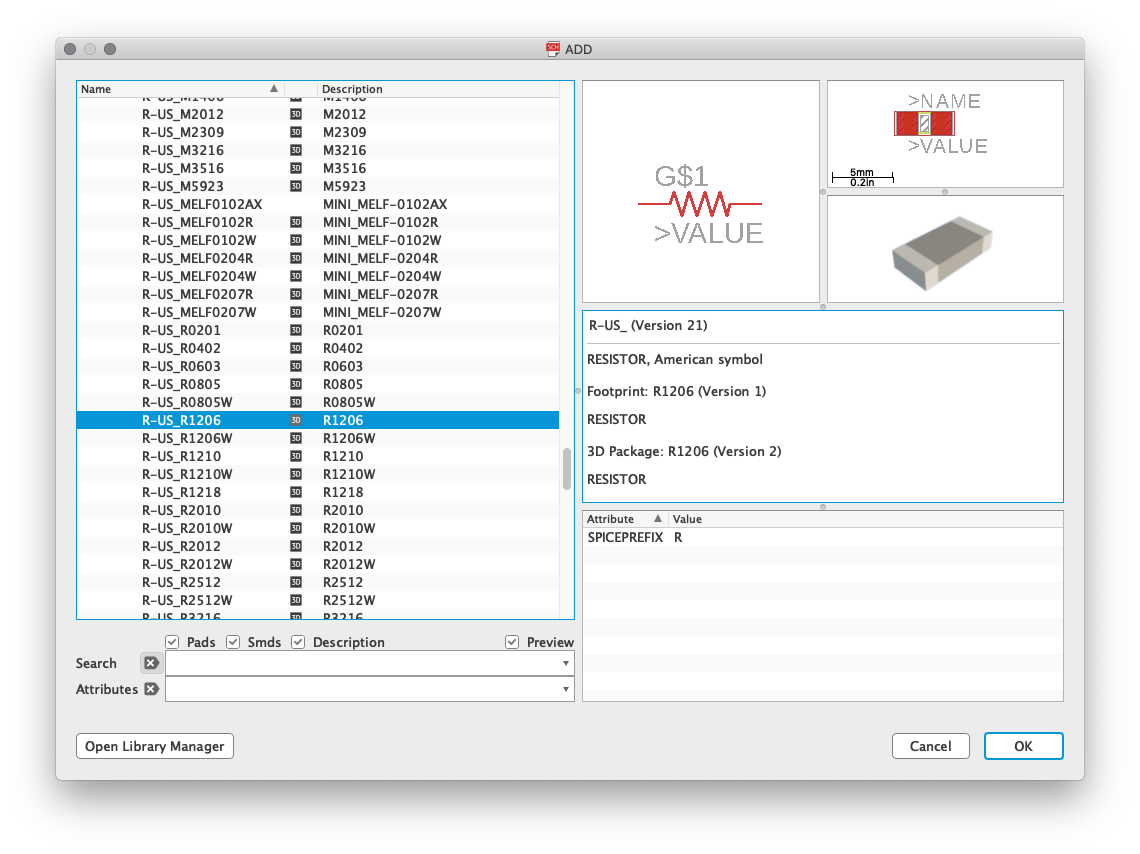 ADD
Name Description
R-US_M1406 M1406
R-US_M2012 3D M2012
R-US_M2309 3D M2309
R-US_M3216 3D M3216
R-US_M3516 3D M3516
R-US_M5923 3D M5923
R-US_MELF0102AX MINI_MELF-0102AX
R-US_MELF0102R 3D MINI_MELF-0102R
R-US_MELF0102W 3D MINI_MELF-0102W
R-US_MELF0204R 3D MINI_MELF-0204R
R-US_MELF0204W 3D MINI_MELF-0204W
R-US_MELF0207R 3D MINI_MELF-0207R
R-US_MELF0207W 3D MINI_MELF-0207W
R-US_R0201 3D R0201
R-US_R0402 3D R0402
R-US_R0603 3D R0603
R-US_R0805 3D R0805
R-US_R0805W 3D R0805W
R-US_R1206 3D R1206
R-US_R1206W 3D R1206W
R-US_R1210 3D R1210
R-US_R1210W 3D R1210W
R-US_R1218 3D R1218
R-US_R2010 3D R2010
R-US_R2010W 3D R2010W
R-US_R2012 3D R2012
R-US_R2012W 3D R2012W
R-US_R2512 3D R2512
R-US_R2512W 3D R2512W
R-US_R3216 3D R3216
Pads Smds Description Preview
Search
Attributes
Open Library Manager
G$1
>VALUE
>NAME
>VALUE
5mm
0.2in
R-US_ (Version 21)
RESISTOR, American symbol
Footprint: R1206 (Version 1)
RESISTOR
3D Package: R1206 (Version 2)
RESISTOR
Attribute Value
SPICEPREFIX R
Cancel OK